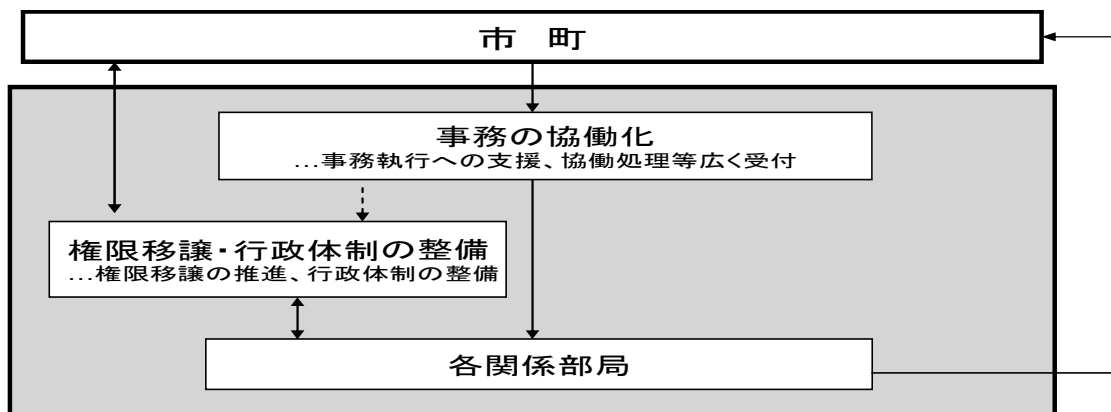 市 町
事務の協働化
…事務執行への支援、協働処理等広く受付
権限移譲・行政体制の整備
…権限移譲の推進、行政体制の整備
各関係部局